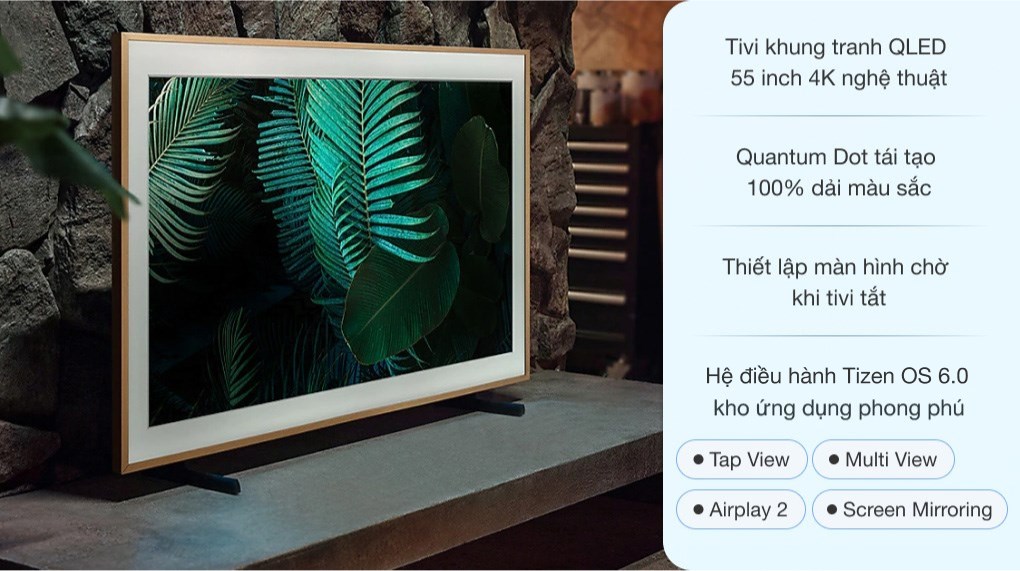 Tivi khung tranh QLED
55 inch 4K nghệ thuật
Quantum Dot tái tạo
100% dải màu sắc
Thiết lập màn hình chờ
khi tivi tắt
Hệ điều hành Tizen OS 6.0
kho ứng dụng phong phú
• Tap View
• Multi View
• Airplay 2
• Screen Mirroring